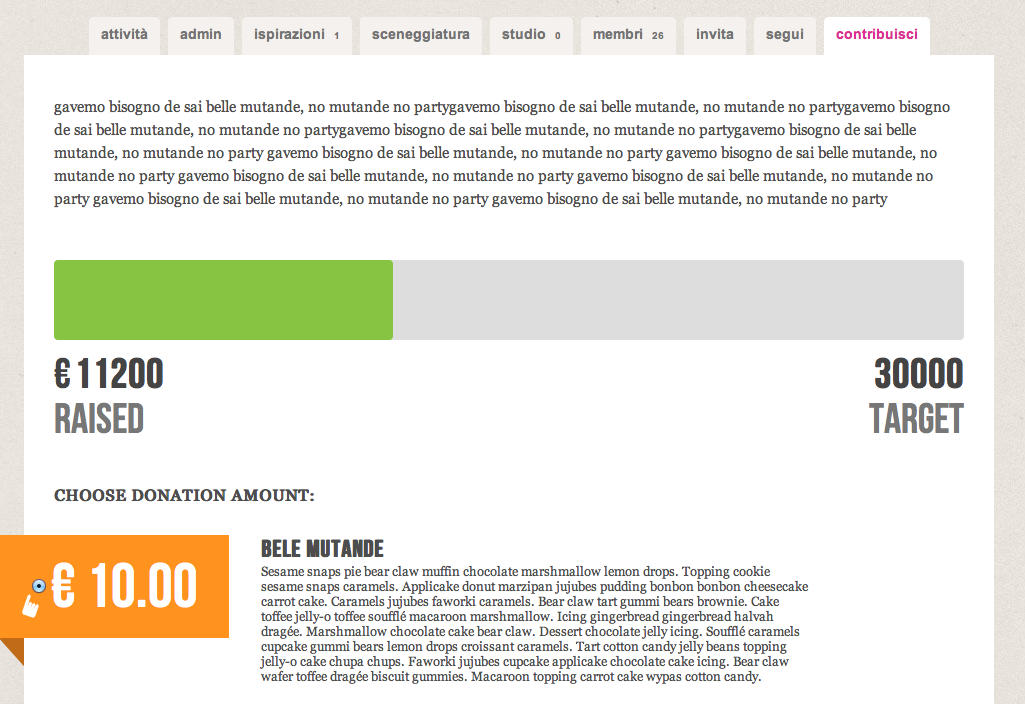 attività admin ispirazioni 1 sceneggiatura studio 0 membri 26 invita segui contribuisci
gavemo bisogno de sai belle mutande, no mutande no partygavemo bisogno de sai belle mutande, no mutande no partygavemo bisogno
de sai belle mutande, no mutande no partygavemo bisogno de sai belle mutande, no mutande no partygavemo bisogno de sai belle
mutande, no mutande no party gavemo bisogno de sai belle mutande, no mutande no party gavemo bisogno de sai belle mutande, no
mutande no party gavemo bisogno de sai belle mutande, no mutande no party gavemo bisogno de sai belle mutande, no mutande no
party gavemo bisogno de sai belle mutande, no mutande no party gavemo bisogno de sai belle mutande, no mutande no party
€ 11200 30000
RAISED TARGET
CHOOSE DONATION AMOUNT:
€ 10.00
BELE MUTANDE
Sesame snaps pie bear claw muffin chocolate marshmallow lemon drops. Topping cookie
sesame snaps caramels. Applicake donut marzipan jujubes pudding bonbon bonbon cheesecake
carrot cake. Caramels jujubes faworki caramels. Bear claw tart gummi bears brownie. Cake
toffee jelly-o toffee soufflé macaroon marshmallow. Icing gingerbread gingerbread halvah
dragée. Marshmallow chocolate cake bear claw. Dessert chocolate jelly icing. Soufflé caramels
cupcake gummi bears lemon drops croissant caramels. Tart cotton candy jelly beans topping
jelly-o cake chupa chups. Faworki jujubes cupcake applicake chocolate cake icing. Bear claw
wafer toffee dragée biscuit gummies. Macaroon topping carrot cake wypas cotton candy.